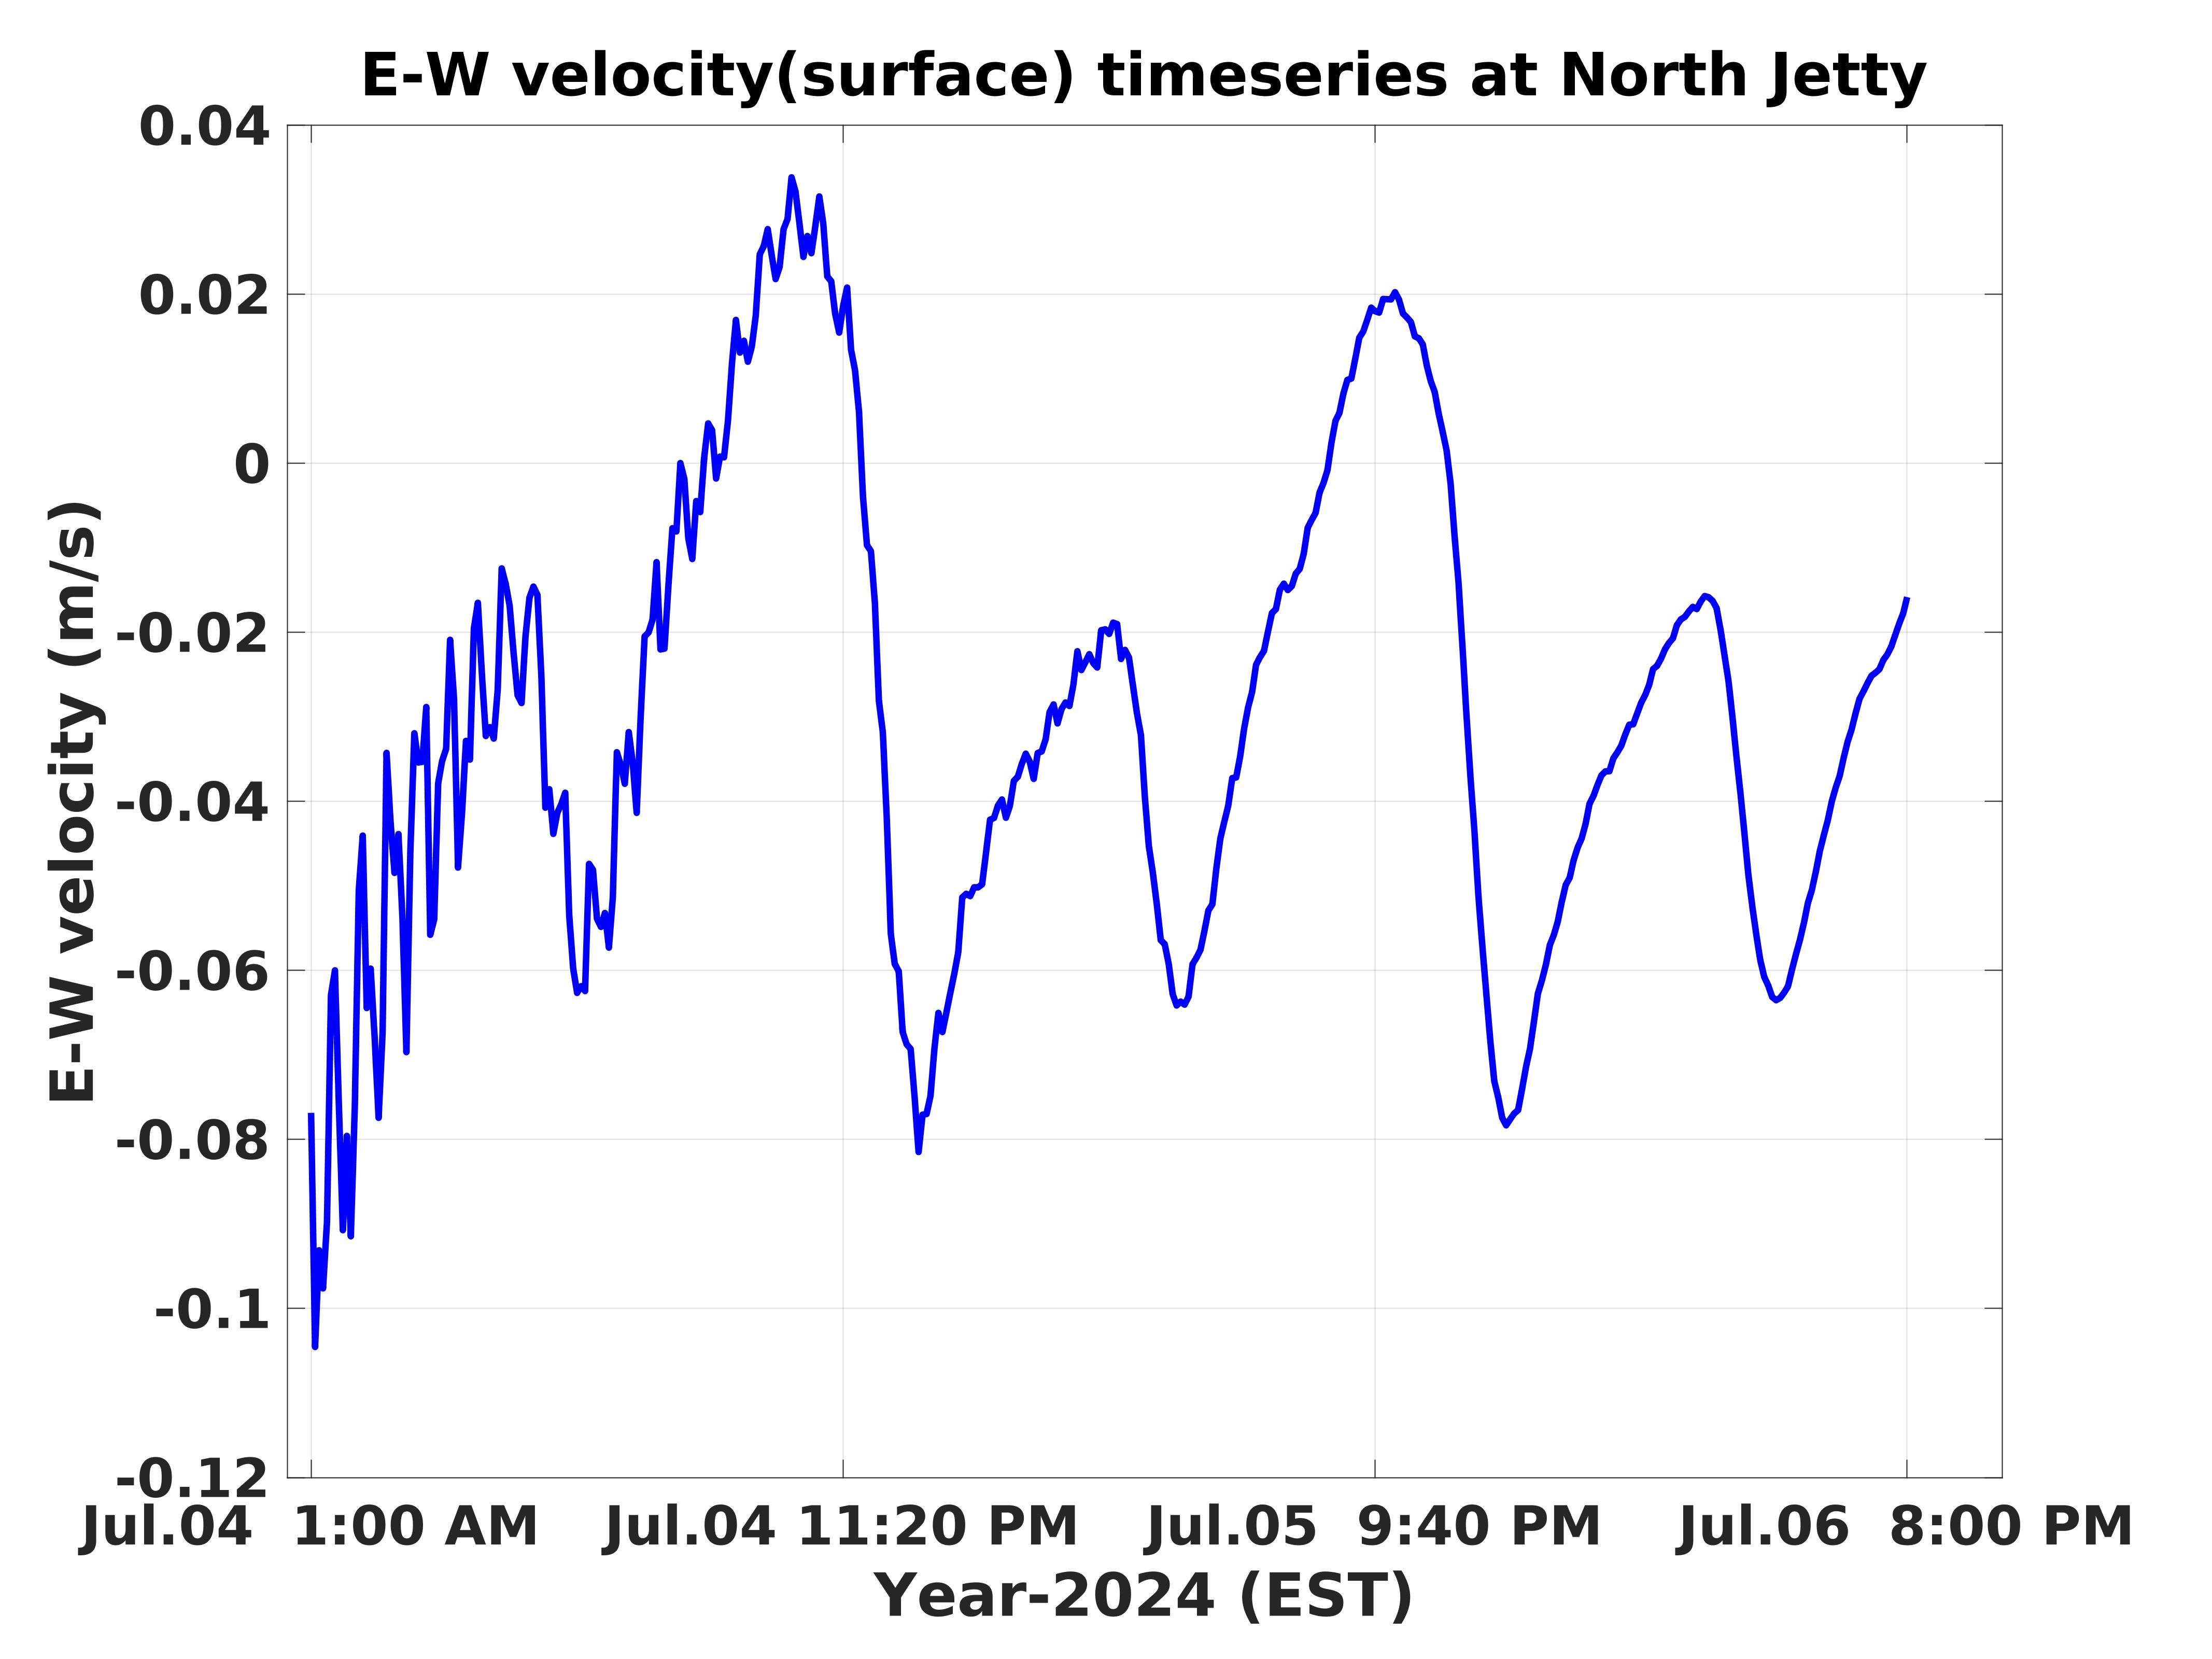 E-W velocity(surface) timeseries at North Jetty
E-W velocity (m/s)
0.04
0.02
0
-0.02
-0.04
-0.06
-0.08
-0.1
-0.12
Jul.04 1:00 AM Jul.04 11:20 PM Jul.05 9:40 PM Jul.06 8:00 PM
Year-2024 (EST)